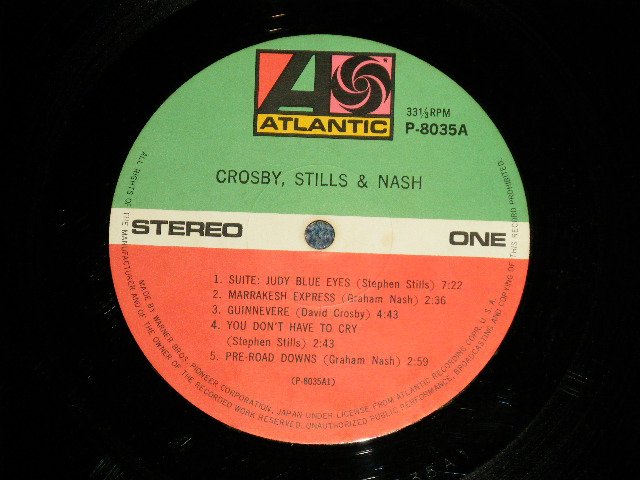 ATLANTIC
33⅓RPM
P-8035A
CROSBY, STILLS & NASH
STEREO
ONE
1. SUITE: JUDY BLUE EYES (Stephen Stills) 7:22
2. MARRAKESH EXPRESS (Graham Nash) 2:36
3. GUINNEVERE (David Crosby) 4:43
4. YOU DON'T HAVE TO CRY
(Stephen Stills) 2:43
5. PRE-ROAD DOWNS (Graham Nash) 2:59
(P-8035A1)
MADE BY WARNER BROS. PIONEER CORPORATION, JAPAN UNDER LICENSE FROM ATLANTIC RECORDING CORP. U.S.A.
ALL RIGHTS OF THE MANUFACTURER AND OF THE OWNER OF THE RECORDED WORK RESERVED. UNAUTHORIZED PUBLIC PERFORMANCE, BROADCASTING AND COPYING OF THIS RECORD PROHIBITED